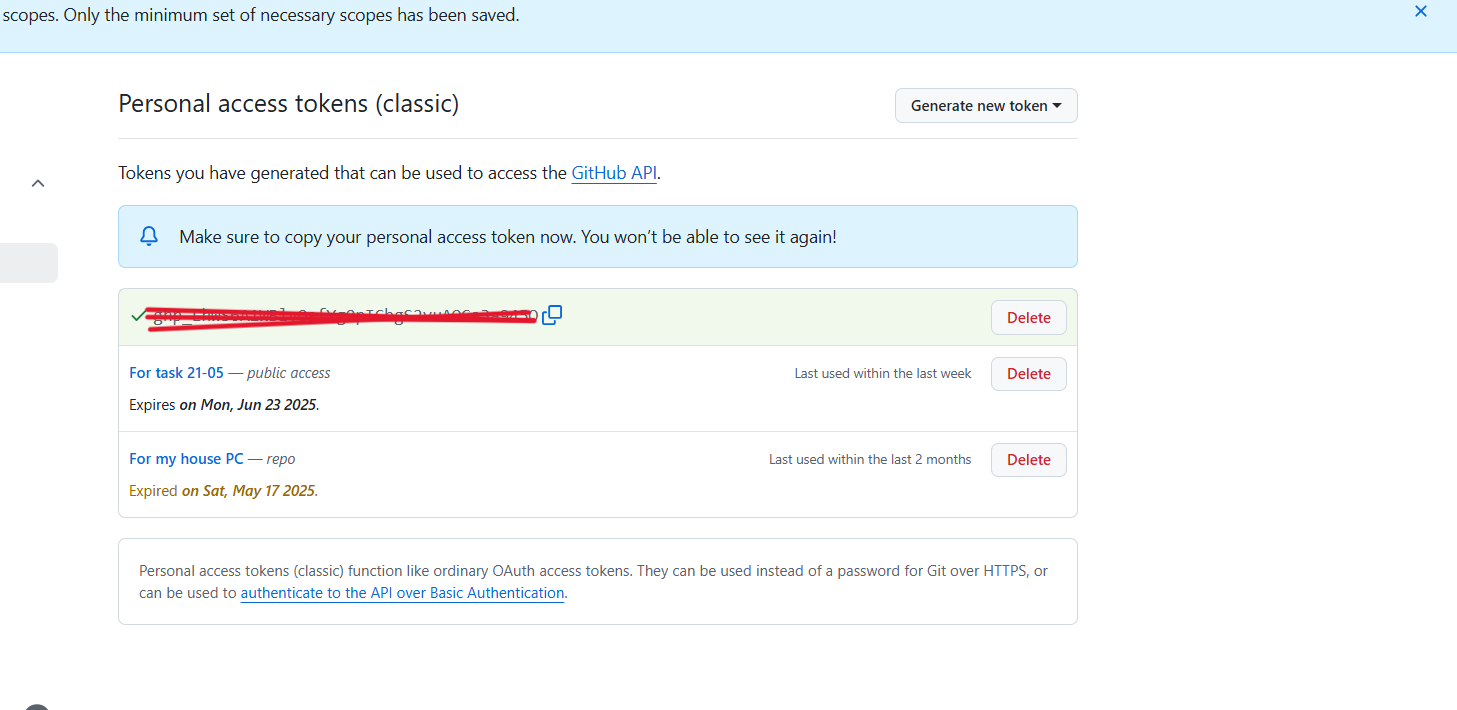 scopes. Only the minimum set of necessary scopes has been saved.
Personal access tokens (classic)
Generate new token
Tokens you have generated that can be used to access the GitHub API.
Make sure to copy your personal access token now. You won’t be able to see it again!
Delete
For task 21-05 — public access
Last used within the last week
Delete
Expires on Mon, Jun 23 2025.
For my house PC — repo
Last used within the last 2 months
Delete
Expired on Sat, May 17 2025.
Personal access tokens (classic) function like ordinary OAuth access tokens. They can be used instead of a password for Git over HTTPS, or
can be used to authenticate to the API over Basic Authentication.